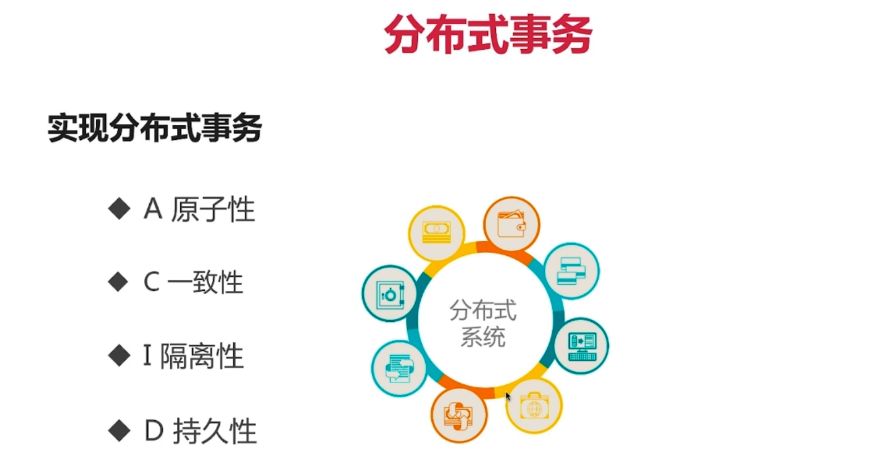 分布式事务
实现分布式事务
◆ A 原子性
◆ C 一致性
◆ I 隔离性
◆ D 持久性
分布式
系统